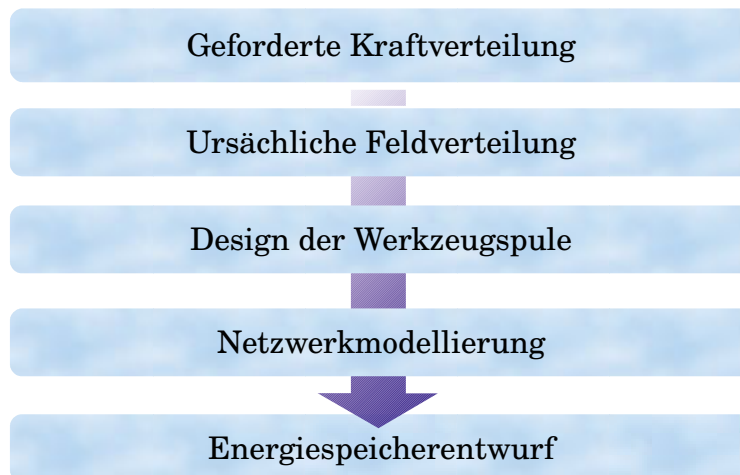 Geforderte Kraftverteilung
Ursächliche Feldverteilung
Design der Werkzeugspule
Netzwerkmodellierung
Energiespeicherentwurf